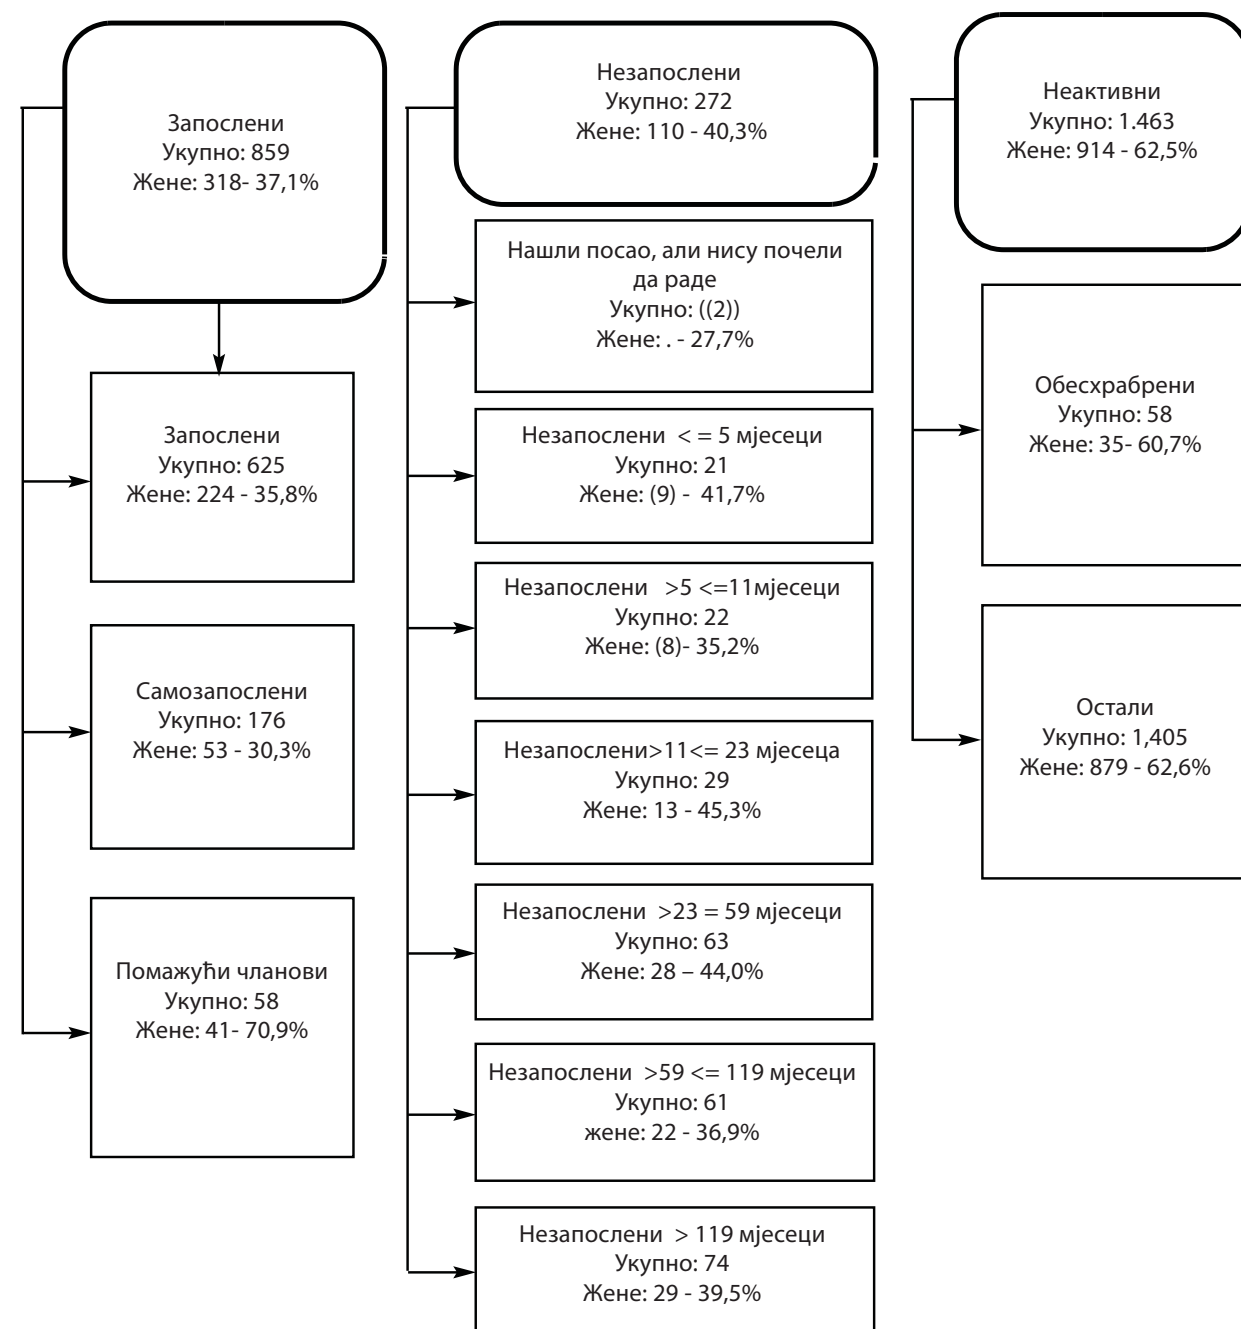 Запослени
Укупно: 859
Жене: 318- 37,1%
Запослени
Укупно: 625
Жене: 224 - 35,8%
Самозапослени
Укупно: 176
Жене: 53 - 30,3%
Помажући чланови
Укупно: 58
Жене: 41- 70,9%
Незапослени
Укупно: 272
Жене: 110 - 40,3%
Нашли посао, али нису почели
да раде
Укупно: ((2))
Жене: . - 27,7%
Незапослени < = 5 мјесеци
Укупно: 21
Жене: (9) - 41,7%
Незапослени >5 <=11мјесеци
Укупно: 22
Жене: (8)- 35,2%
Незапослени>11<= 23 мјесеца
Укупно: 29
Жене: 13 - 45,3%
Незапослени >23 = 59 мјесеци
Укупно: 63
Жене: 28 – 44,0%
Незапослени >59 <= 119 мјесеци
Укупно: 61
жене: 22 - 36,9%
Незапослени > 119 мјесеци
Укупно: 74
Жене: 29 - 39,5%
Неактивни
Укупно: 1.463
Жене: 914 - 62,5%
Обесхрабрени
Укупно: 58
Жене: 35- 60,7%
Остали
Укупно: 1,405
Жене: 879 - 62,6%